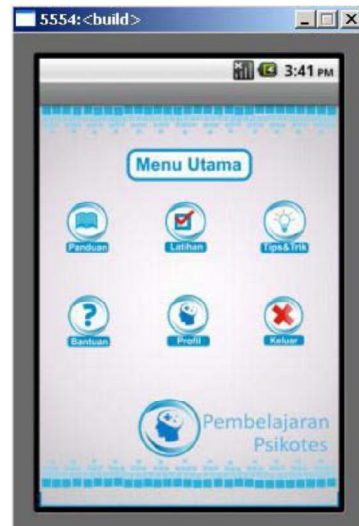 5554:<build>
3:41 PM
Menu Utama
Panduan
Latihan
Tips&Trik
Bantuan
Profil
Keluar
Pembelajaran
Psikotes